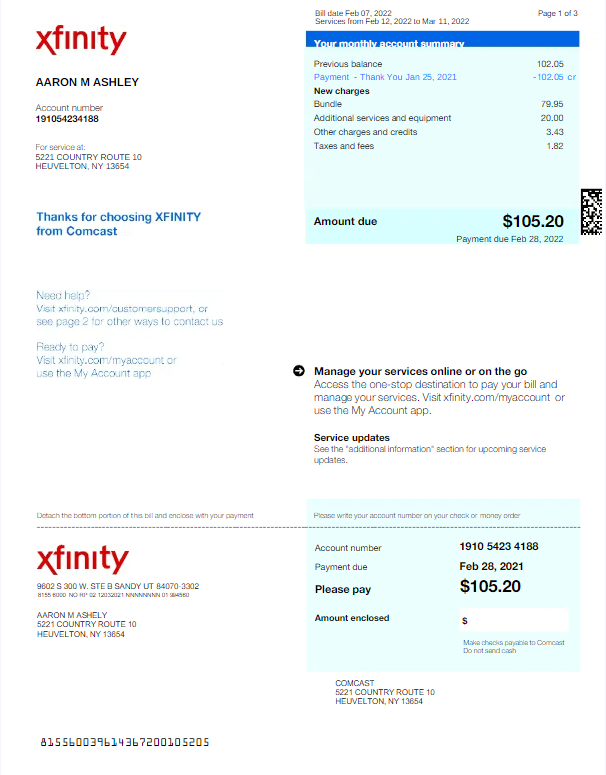 Bill date Feb 07, 2022
Services from Feb 12, 2022 to Mar 11, 2022
Page 1 of 3
xfinity
AARON M ASHLEY
Account number
191054234188
For service at:
5221 COUNTRY ROUTE 10
HEUVELTON, NY 13654
Your monthly account summary
Previous balance 102.05
Payment - Thank You Jan 25, 2021 -102.05 cr
New charges
Bundle 79.95
Additional services and equipment 20.00
Other charges and credits 3.43
Taxes and fees 1.82
Amount due $105.20
Payment due Feb 28, 2022
Thanks for choosing XFINITY
from Comcast
Need help?
Visit xfinity.com/customersupport, or
see page 2 for other ways to contact us
Ready to pay?
Visit xfinity.com/myaccount or
use the My Account app
Manage your services online or on the go
Access the one-stop destination to pay your bill and
manage your services. Visit xfinity.com/myaccount or
use the My Account app.
Service updates
See the "additional information" section for upcoming service
updates.
Detach the bottom portion of this bill and enclose with your payment
Please write your account number on your check or money order
xfinity
9602 S 300 W. STE B SANDY UT 84070-3302
8155 6000 NO RP 02 12032021 NNNNNNNN 01 994560
AARON M ASHELY
5221 COUNTRY ROUTE 10
HEUVELTON, NY 13654
Account number 1910 5423 4188
Payment due Feb 28, 2021
Please pay $105.20
Amount enclosed $
Make checks payable to Comcast
Do not send cash
COMCAST
5221 COUNTRY ROUTE 10
HEUVELTON, NY 13654
815560039614367200105205